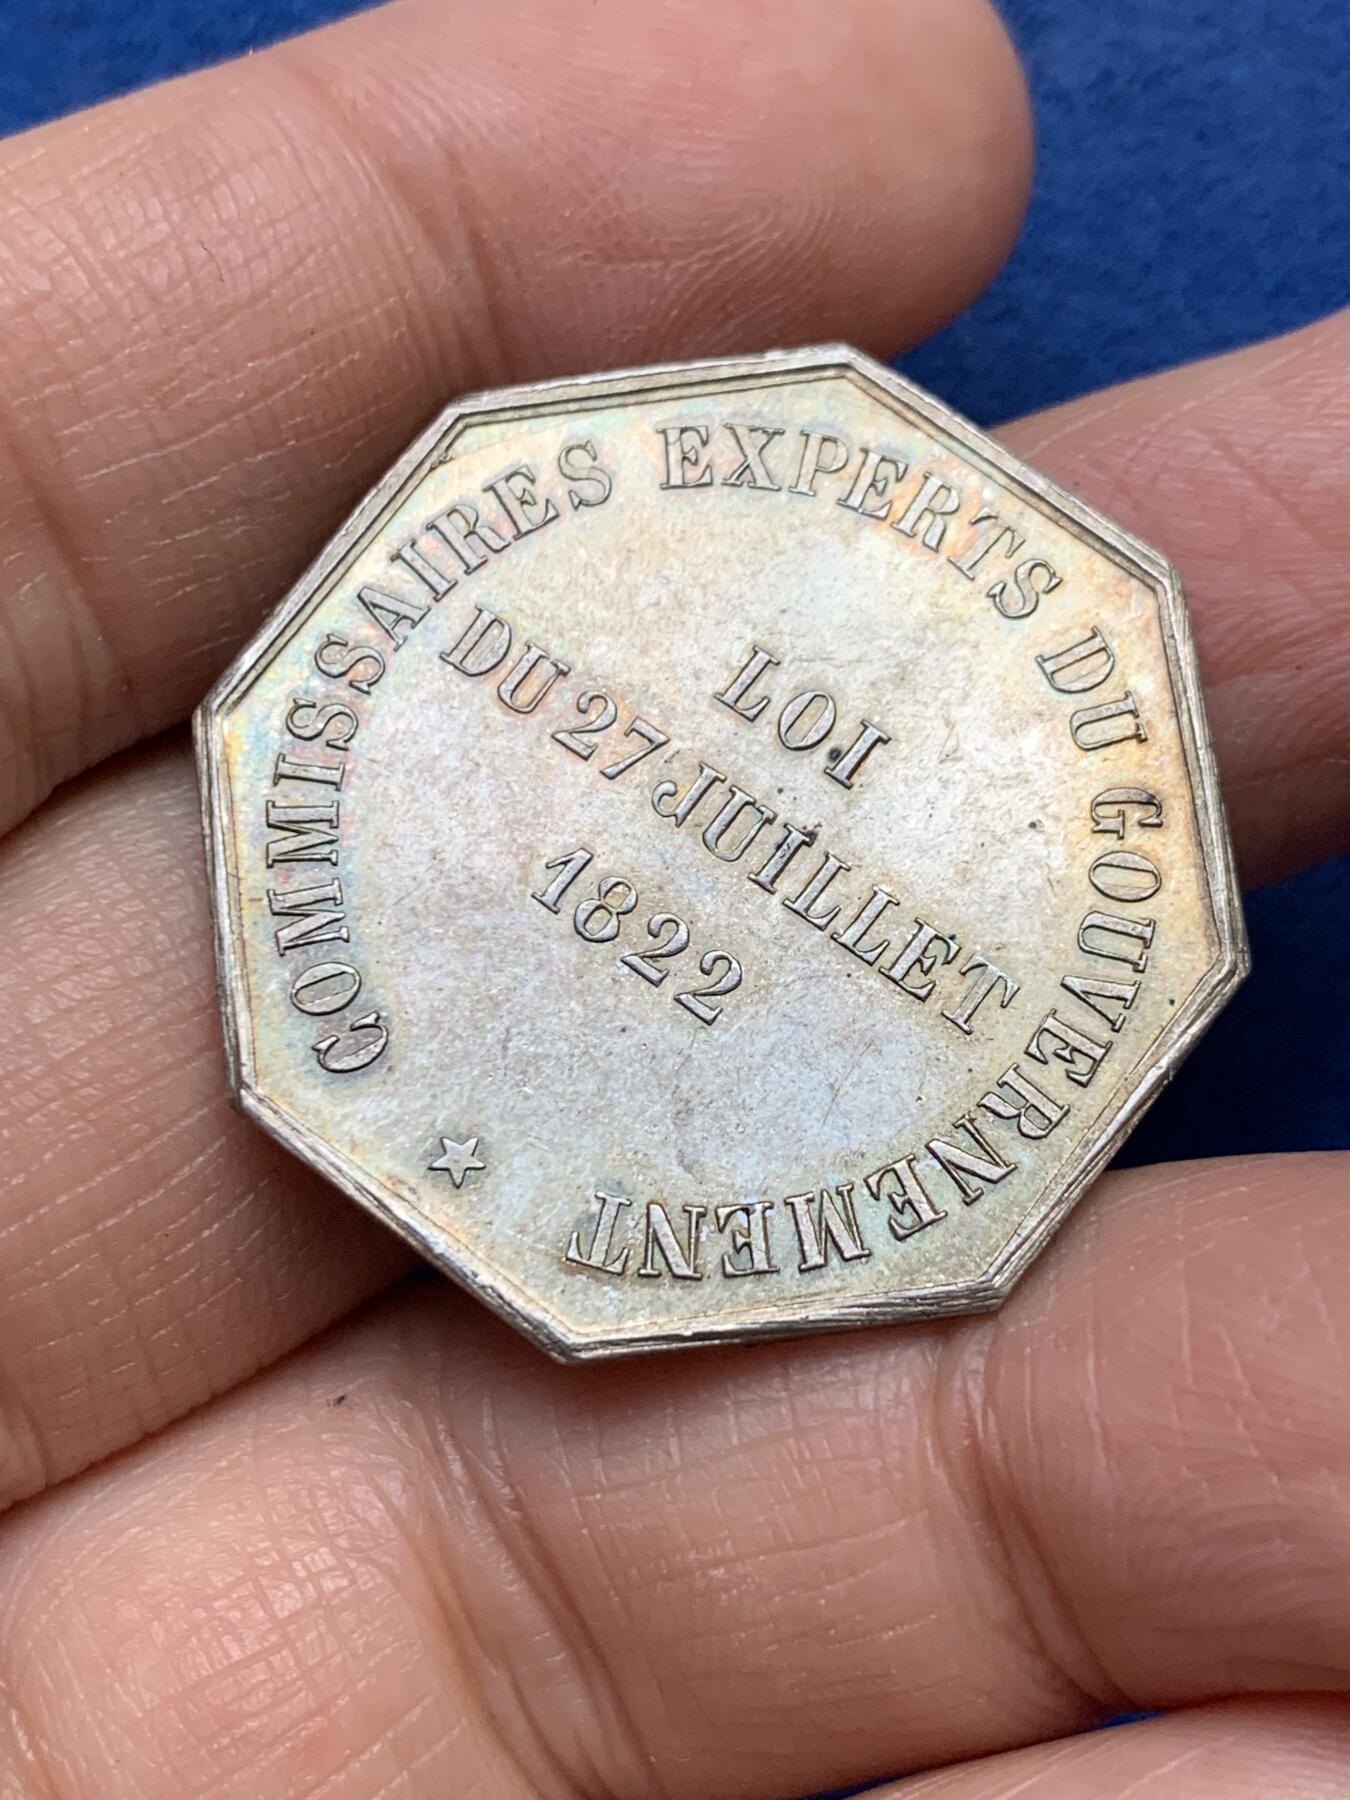 COMMISSAIRES EXPERTS DU GOUVERNEMENT
LOI
DU 27 JUILLET
1822